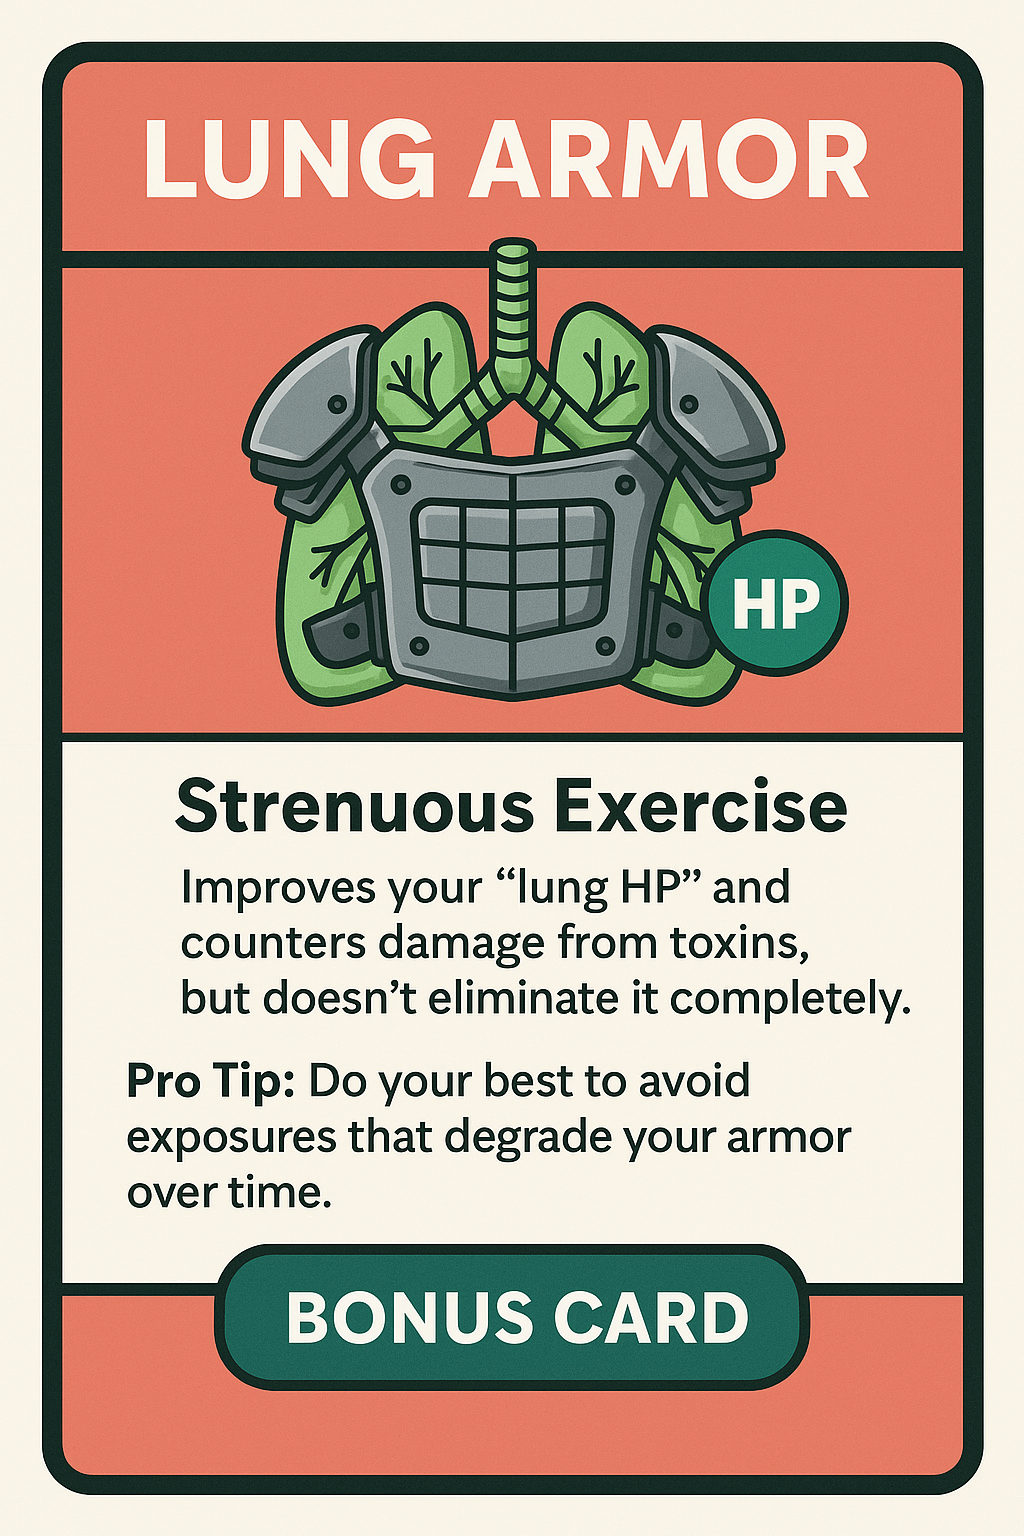 LUNG ARMOR
HP
Strenuous Exercise
Improves your “lung HP” and
counters damage from toxins,
but doesn’t eliminate it completely.
Pro Tip: Do your best to avoid
exposures that degrade your armor
over time.
BONUS CARD